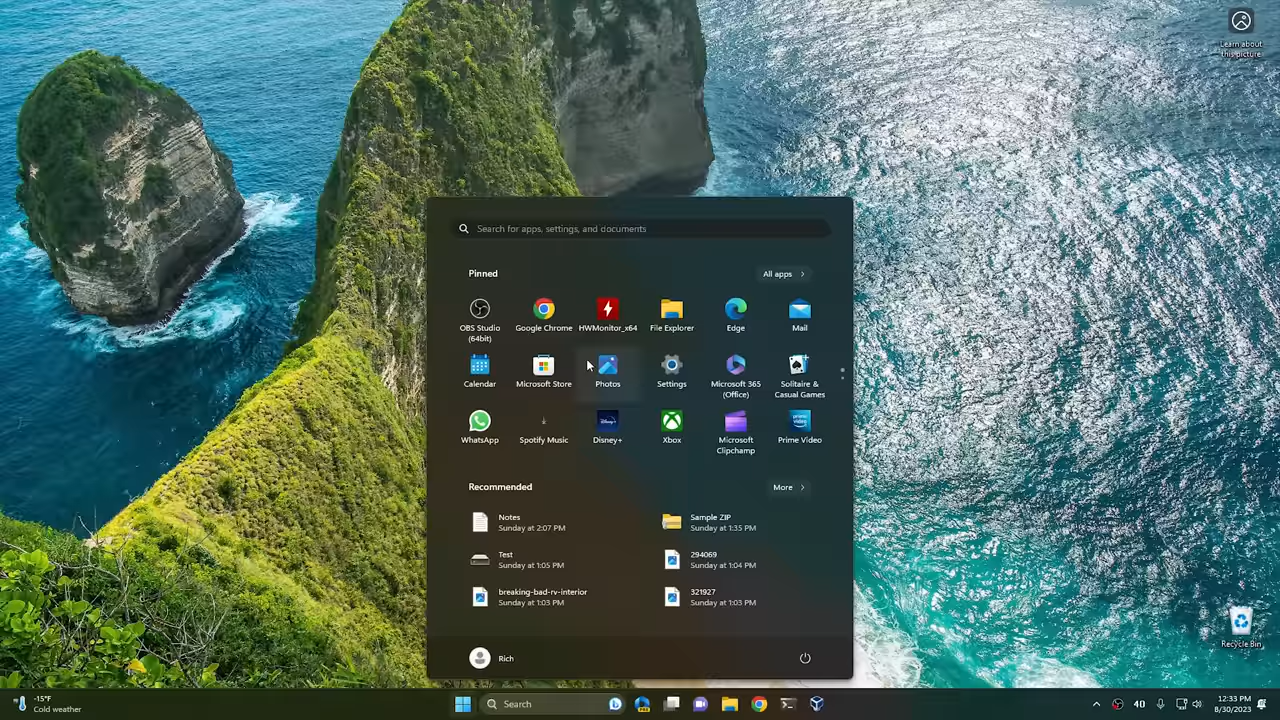 Learn about
this picture
Search for apps, settings, and documents
Pinned
All apps
OBS Studio
(64bit)
Google Chrome
HWMonitor_x64
File Explorer
Edge
Mail
Calendar
Microsoft Store
Photos
Settings
Microsoft 365
(Office)
Solitaire &
Casual Games
WhatsApp
Spotify Music
Disney+
Xbox
Microsoft
Clipchamp
Prime Video
Recommended
More
Notes
Sunday at 2:07 PM
Sample ZIP
Sunday at 1:35 PM
Test
Sunday at 1:05 PM
294069
Sunday at 1:04 PM
breaking-bad-rv-interior
Sunday at 1:03 PM
321927
Sunday at 1:03 PM
Rich
Recycle Bin
-15°F
Cold weather
Search
40
12:33 PM
8/30/2023